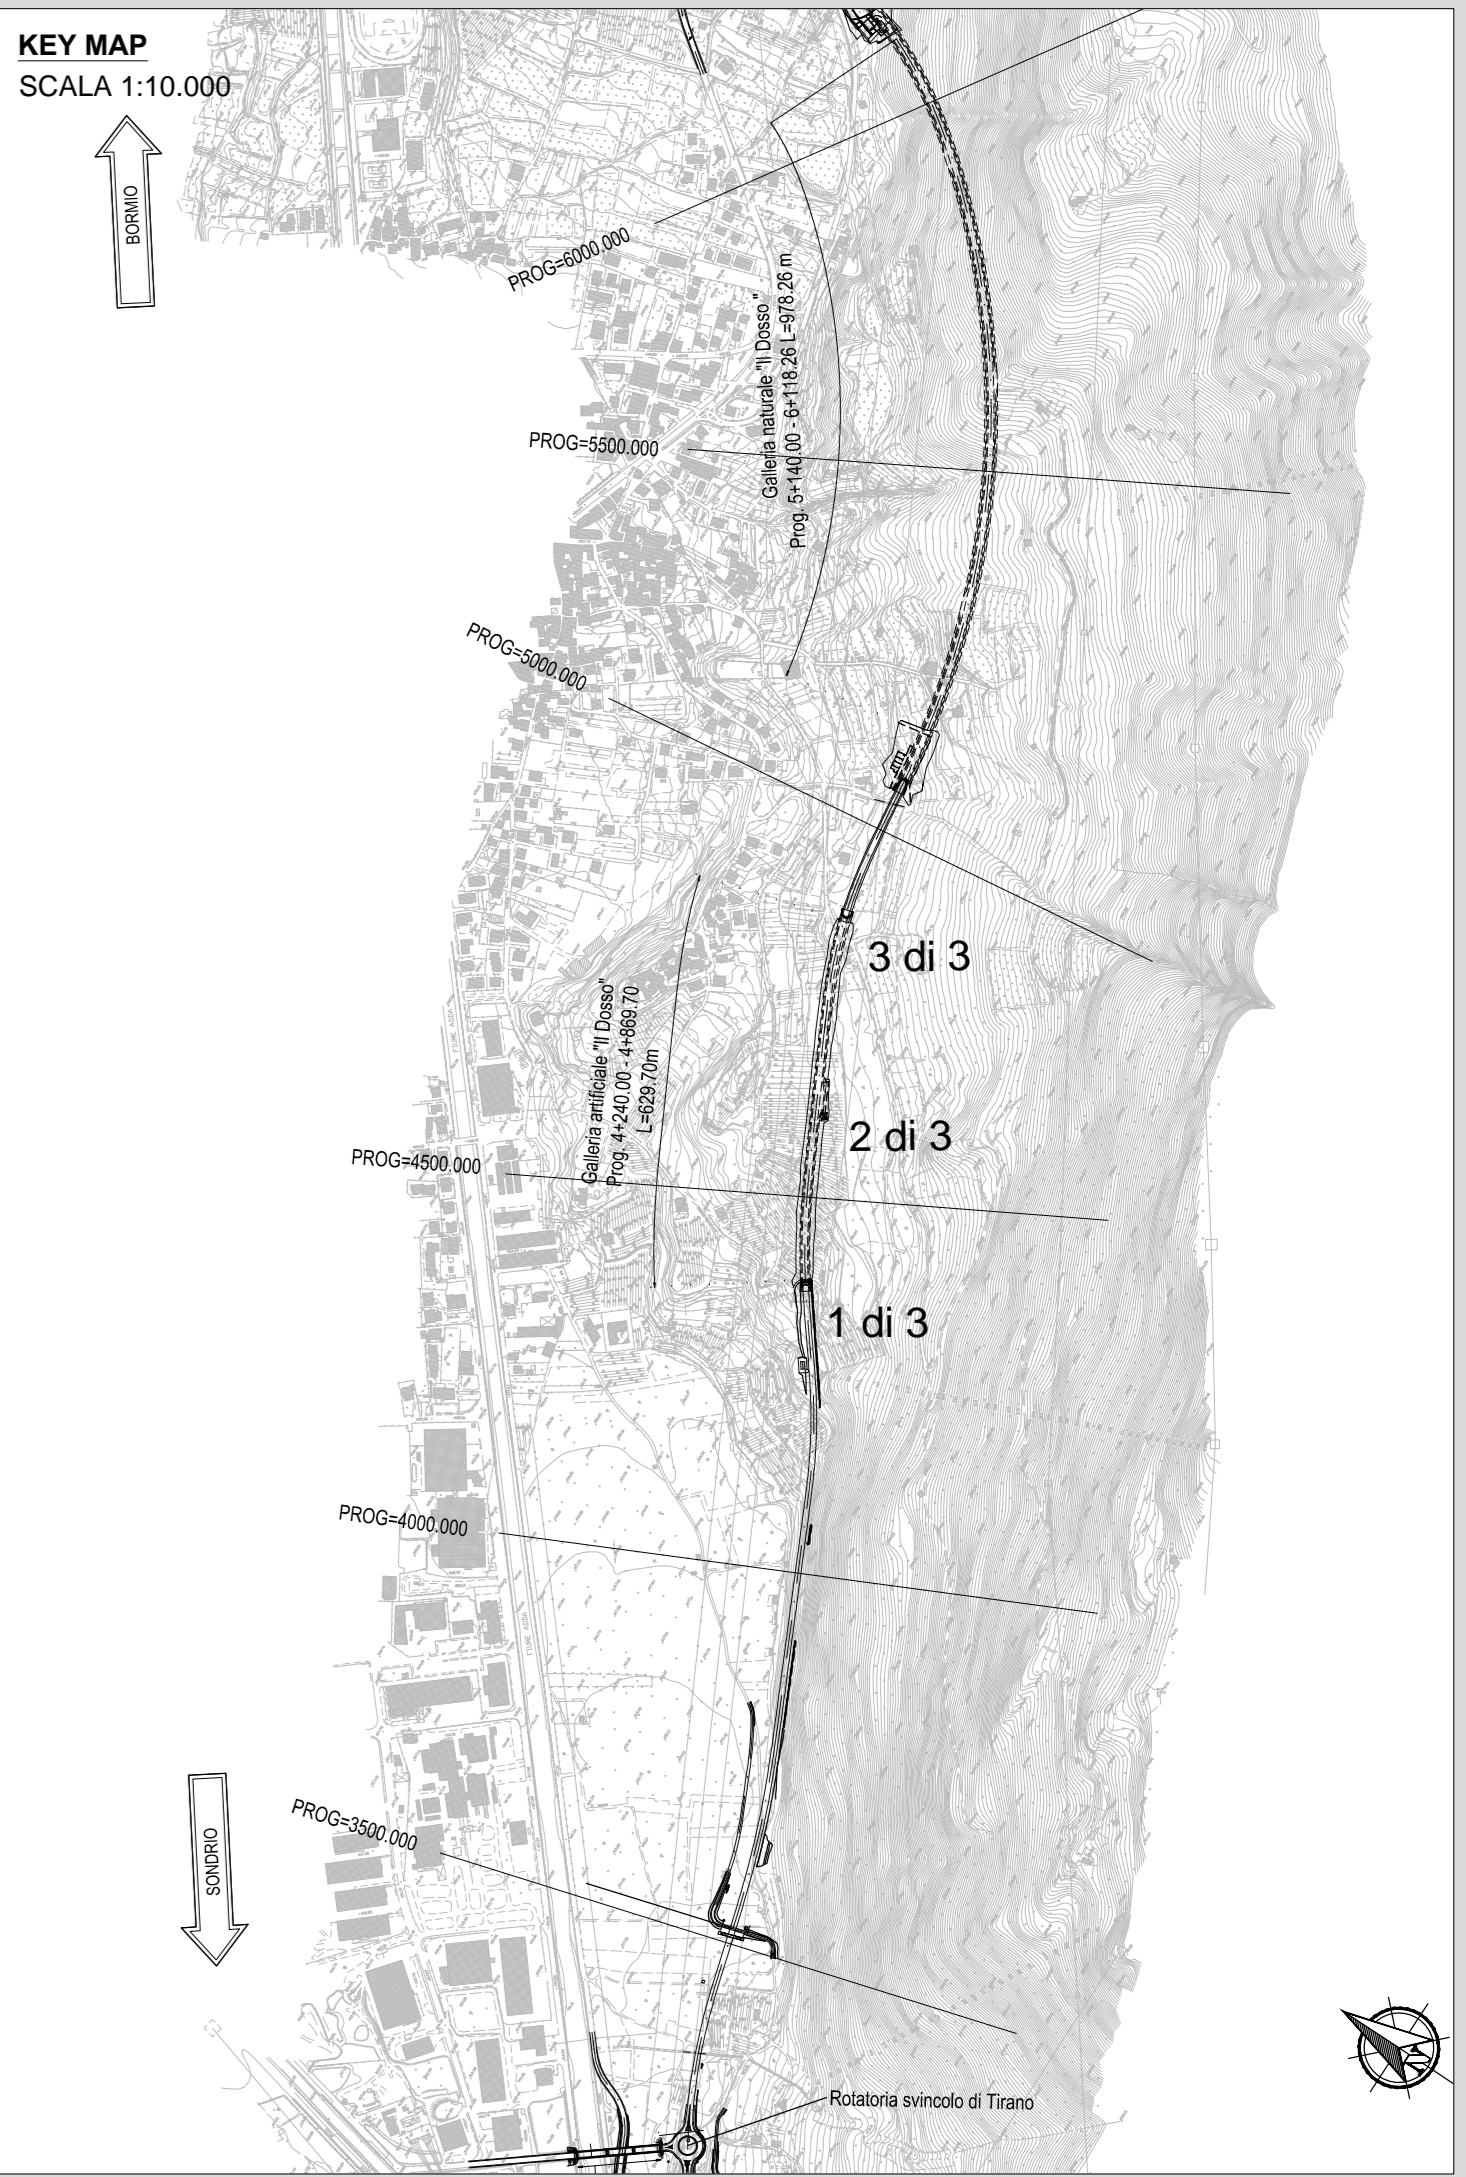 KEY MAP
SCALA 1:10.000
BORMIO
PROG=6000.000
Galleria naturale "Il Dosso"
Prog. 5+140.00 - 6+118.26 L=978.26 m
PROG=5500.000
PROG=5000.000
3 di 3
Galleria artificiale "Il Dosso"
Prog. 4+240.00 - 4+869.70
L=629.70m
FIUME ADDA
2 di 3
PROG=4500.000
1 di 3
PROG=4000.000
FIUME ADDA
PROG=3500.000
SONDRIO
Rotatoria svincolo di Tirano